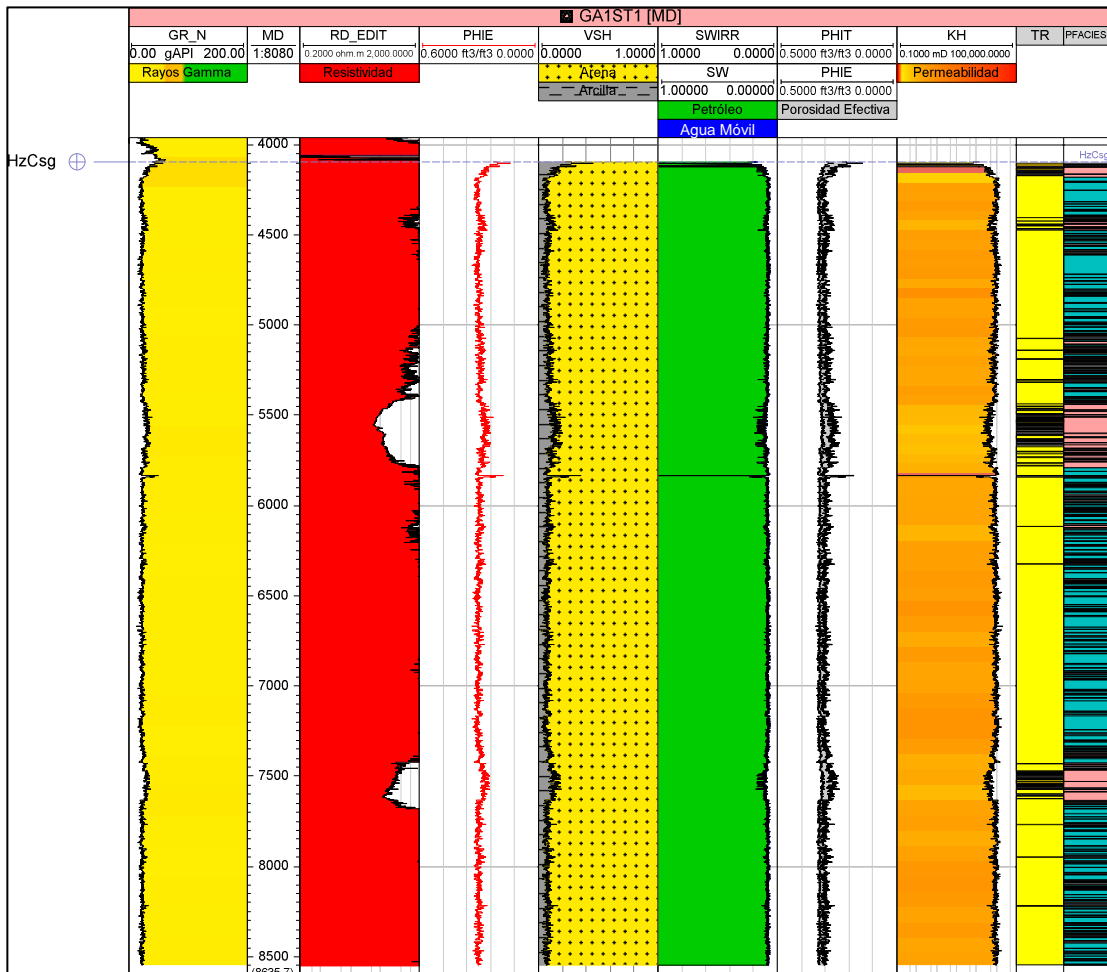 GA1ST1 [MD]
GR_N MD RD_EDIT PHIE VSH SWIRR PHIT KH TR PFACIES
0.00 gAPI 200.00 1:8080 0.2000 ohm.m 2,000.0000 0.6000 ft3/ft3 0.0000 0.0000 1.0000 1.0000 0.0000 0.5000 ft3/ft3 0.0000 0.1000 mD 100,000.0000
Rayos Gamma Resistividad Arena SW PHIE Permeabilidad
Arcilla 1.00000 0.00000 0.5000 ft3/ft3 0.0000
Petróleo Porosidad Efectiva
Agua Móvil
4000
HzCsg HzCsg
4500
5000
5500
6000
6500
7000
7500
8000
8500
(8635.7)